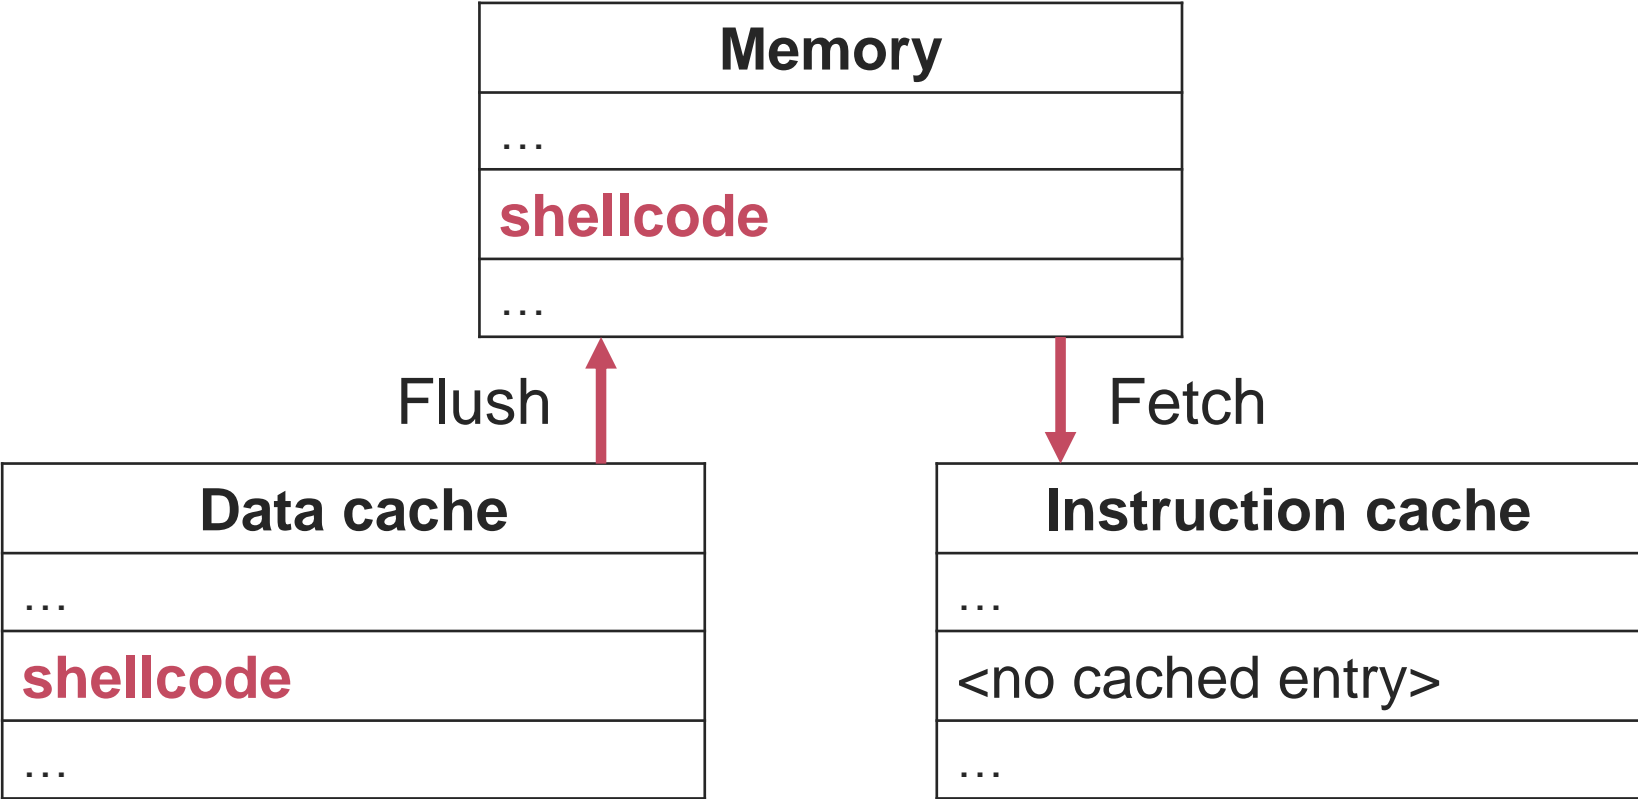 Memory
...
shellcode
...
Flush
Fetch
Data cache
...
shellcode
...
Instruction cache
...
<no cached entry>
...